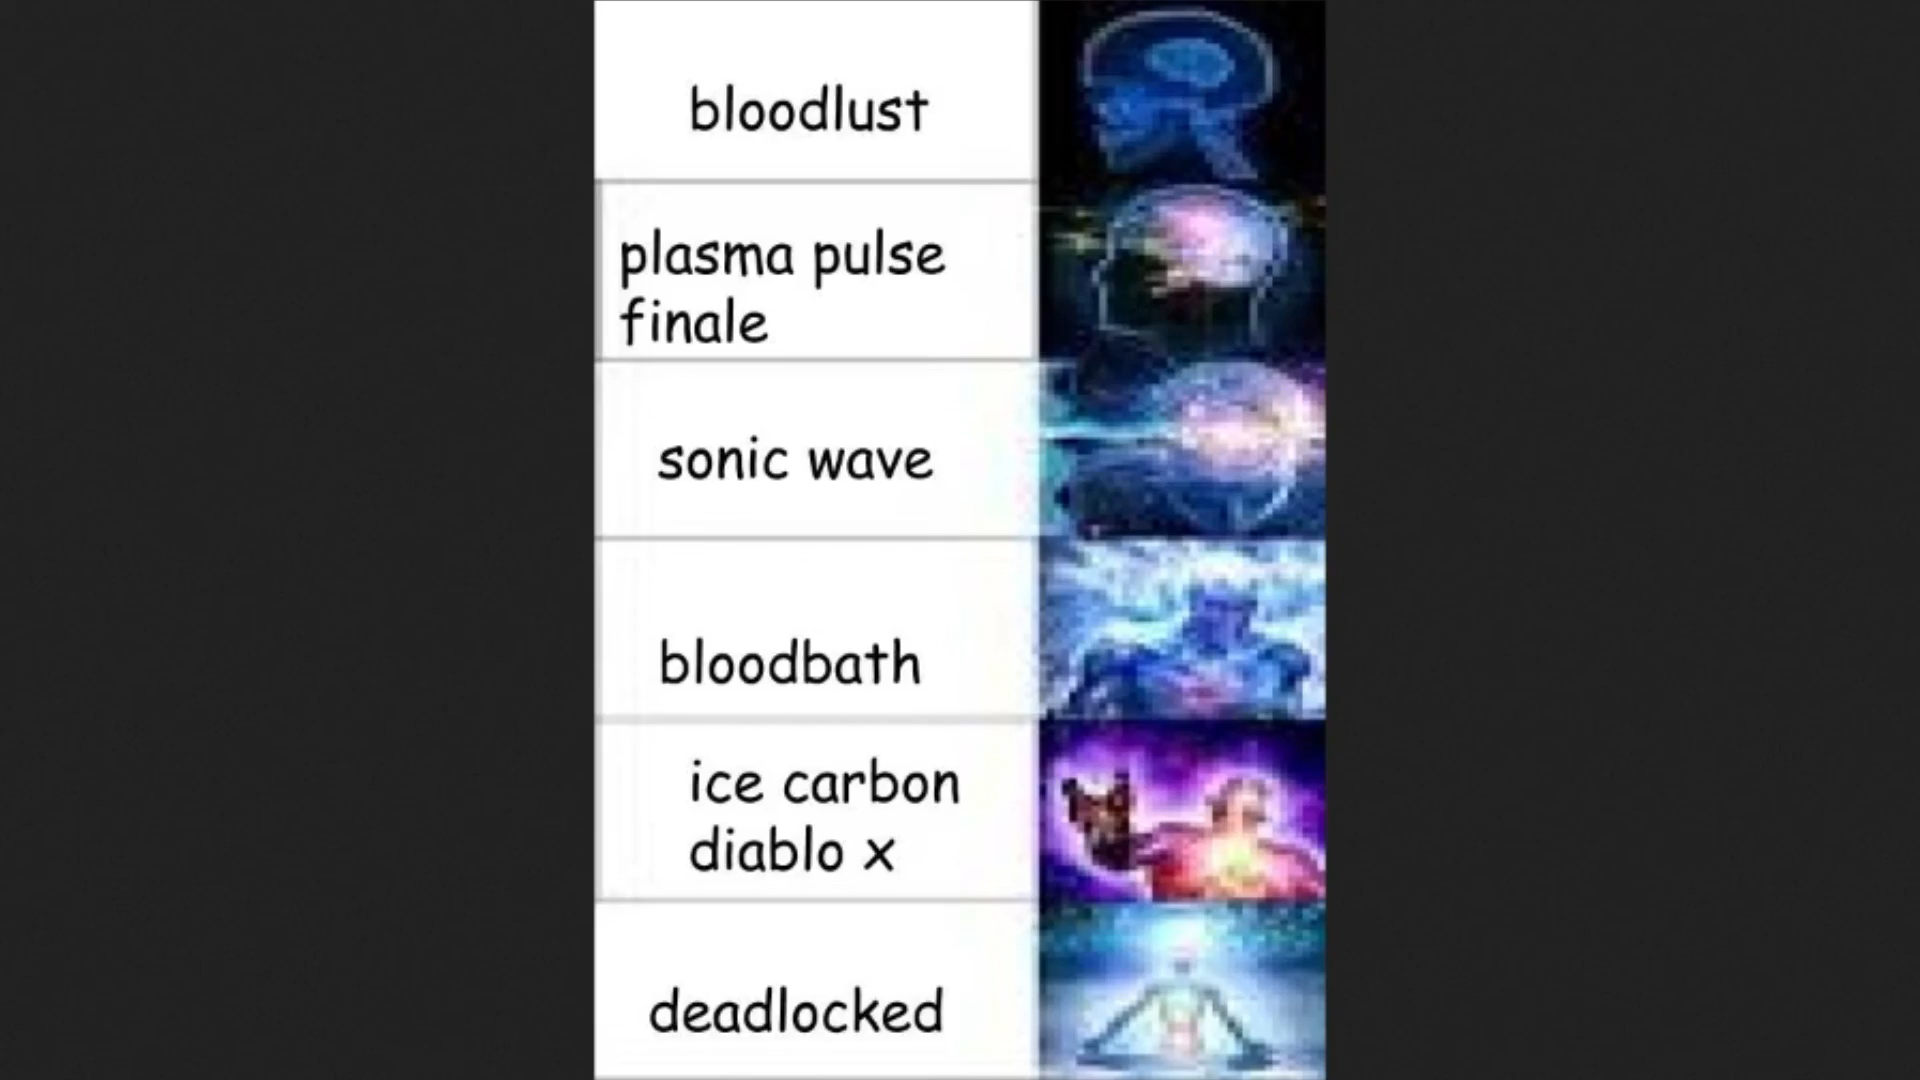 bloodlust
plasma pulse
finale
sonic wave
bloodbath
ice carbon
diablo x
deadlocked